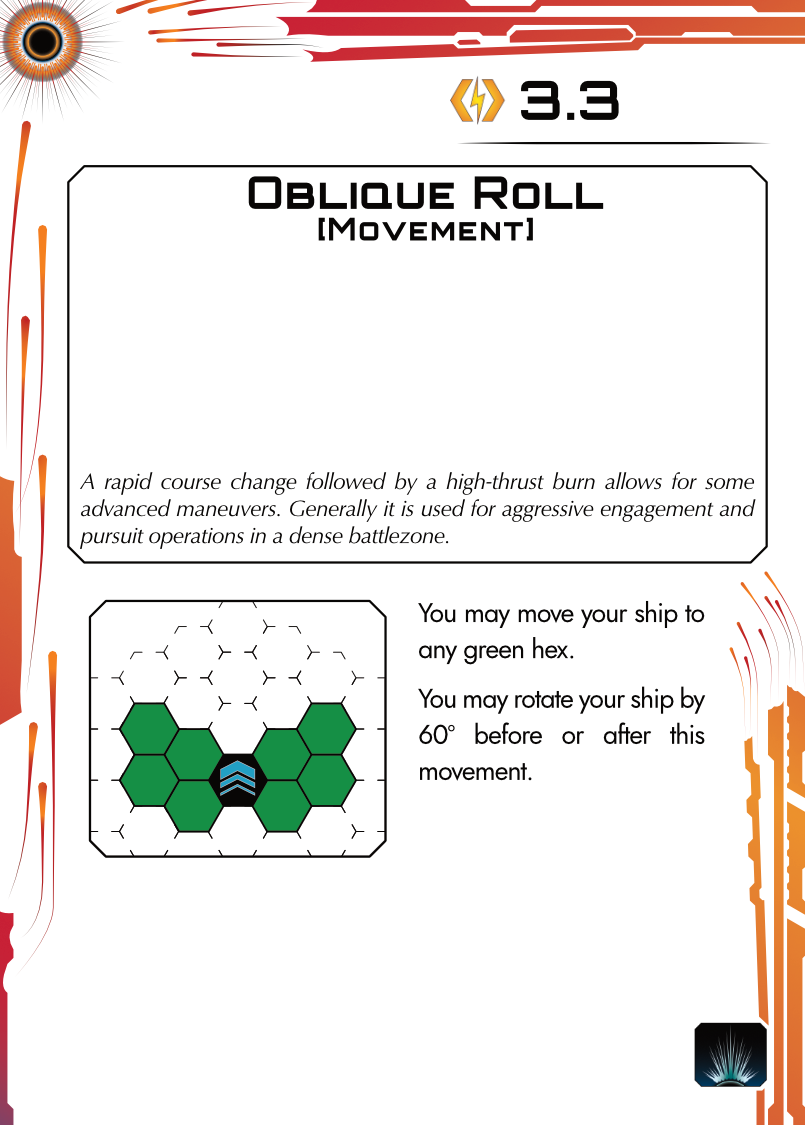 3.3
Oblique Roll
[Movement]
A rapid course change followed by a high-thrust burn allows for some
advanced maneuvers. Generally it is used for aggressive engagement and
pursuit operations in a dense battlezone.
You may move your ship to
any green hex.
You may rotate your ship by
60° before or after this
movement.